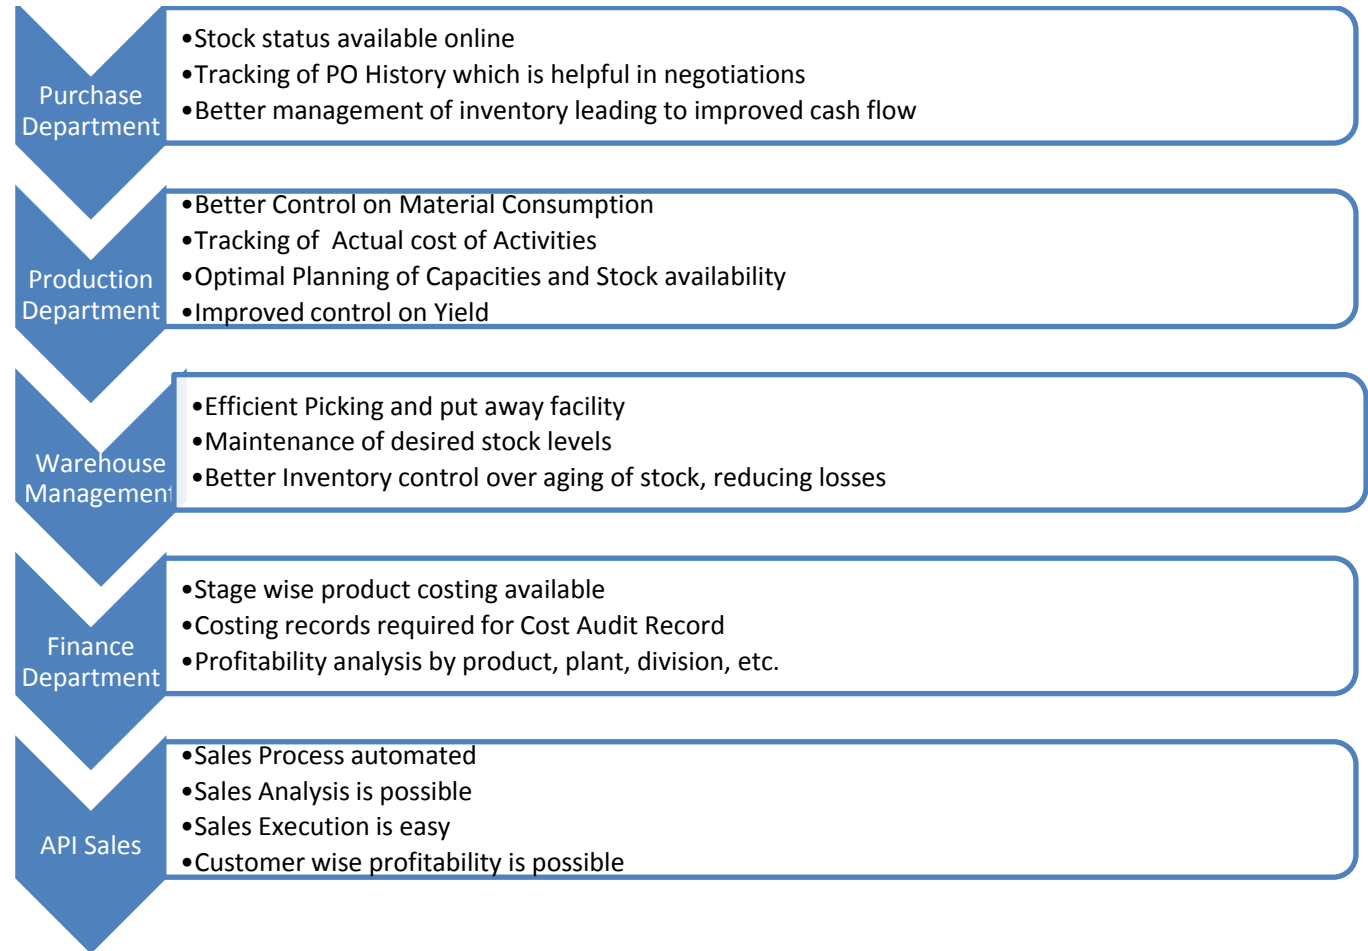 Purchase
Department
•Stock status available online
•Tracking of PO History which is helpful in negotiations
•Better management of inventory leading to improved cash flow
Production
Department
•Better Control on Material Consumption
•Tracking of  Actual cost of Activities
•Optimal Planning of Capacities and Stock availability
•Improved control on Yield
Warehouse
Management
•Efficient Picking and put away facility
•Maintenance of desired stock levels
•Better Inventory control over aging of stock, reducing losses
Finance
Department
•Stage wise product costing available
•Costing records required for Cost Audit Record
•Profitability analysis by product, plant, division, etc.
API Sales
•Sales Process automated
•Sales Analysis is possible
•Sales Execution is easy
•Customer wise profitability is possible